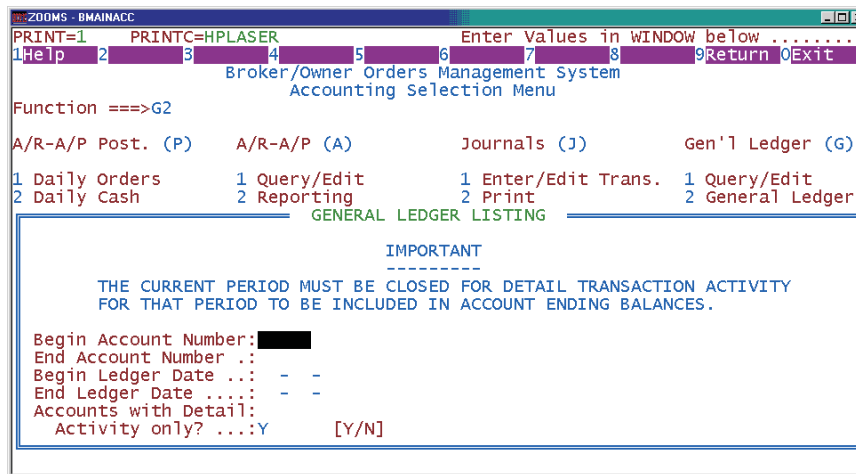 ZOOMS - BMAINACC
PRINT=1 PRINTC=HPLASER Enter Values in WINDOW below ........
1Help 2 3 4 5 6 7 8 9Return 0Exit
Broker/Owner Orders Management System
Accounting Selection Menu
Function ===>G2
A/R-A/P Post. (P) A/R-A/P (A) Journals (J) Gen'l Ledger (G)
1 Daily Orders 1 Query/Edit 1 Enter/Edit Trans. 1 Query/Edit
2 Daily Cash 2 Reporting 2 Print 2 General Ledger
GENERAL LEDGER LISTING
IMPORTANT
---------
THE CURRENT PERIOD MUST BE CLOSED FOR DETAIL TRANSACTION ACTIVITY
FOR THAT PERIOD TO BE INCLUDED IN ACCOUNT ENDING BALANCES.
Begin Account Number:
End Account Number .:
Begin Ledger Date ..: - -
End Ledger Date ....: - -
Accounts with Detail:
Activity only? ...:Y [Y/N]